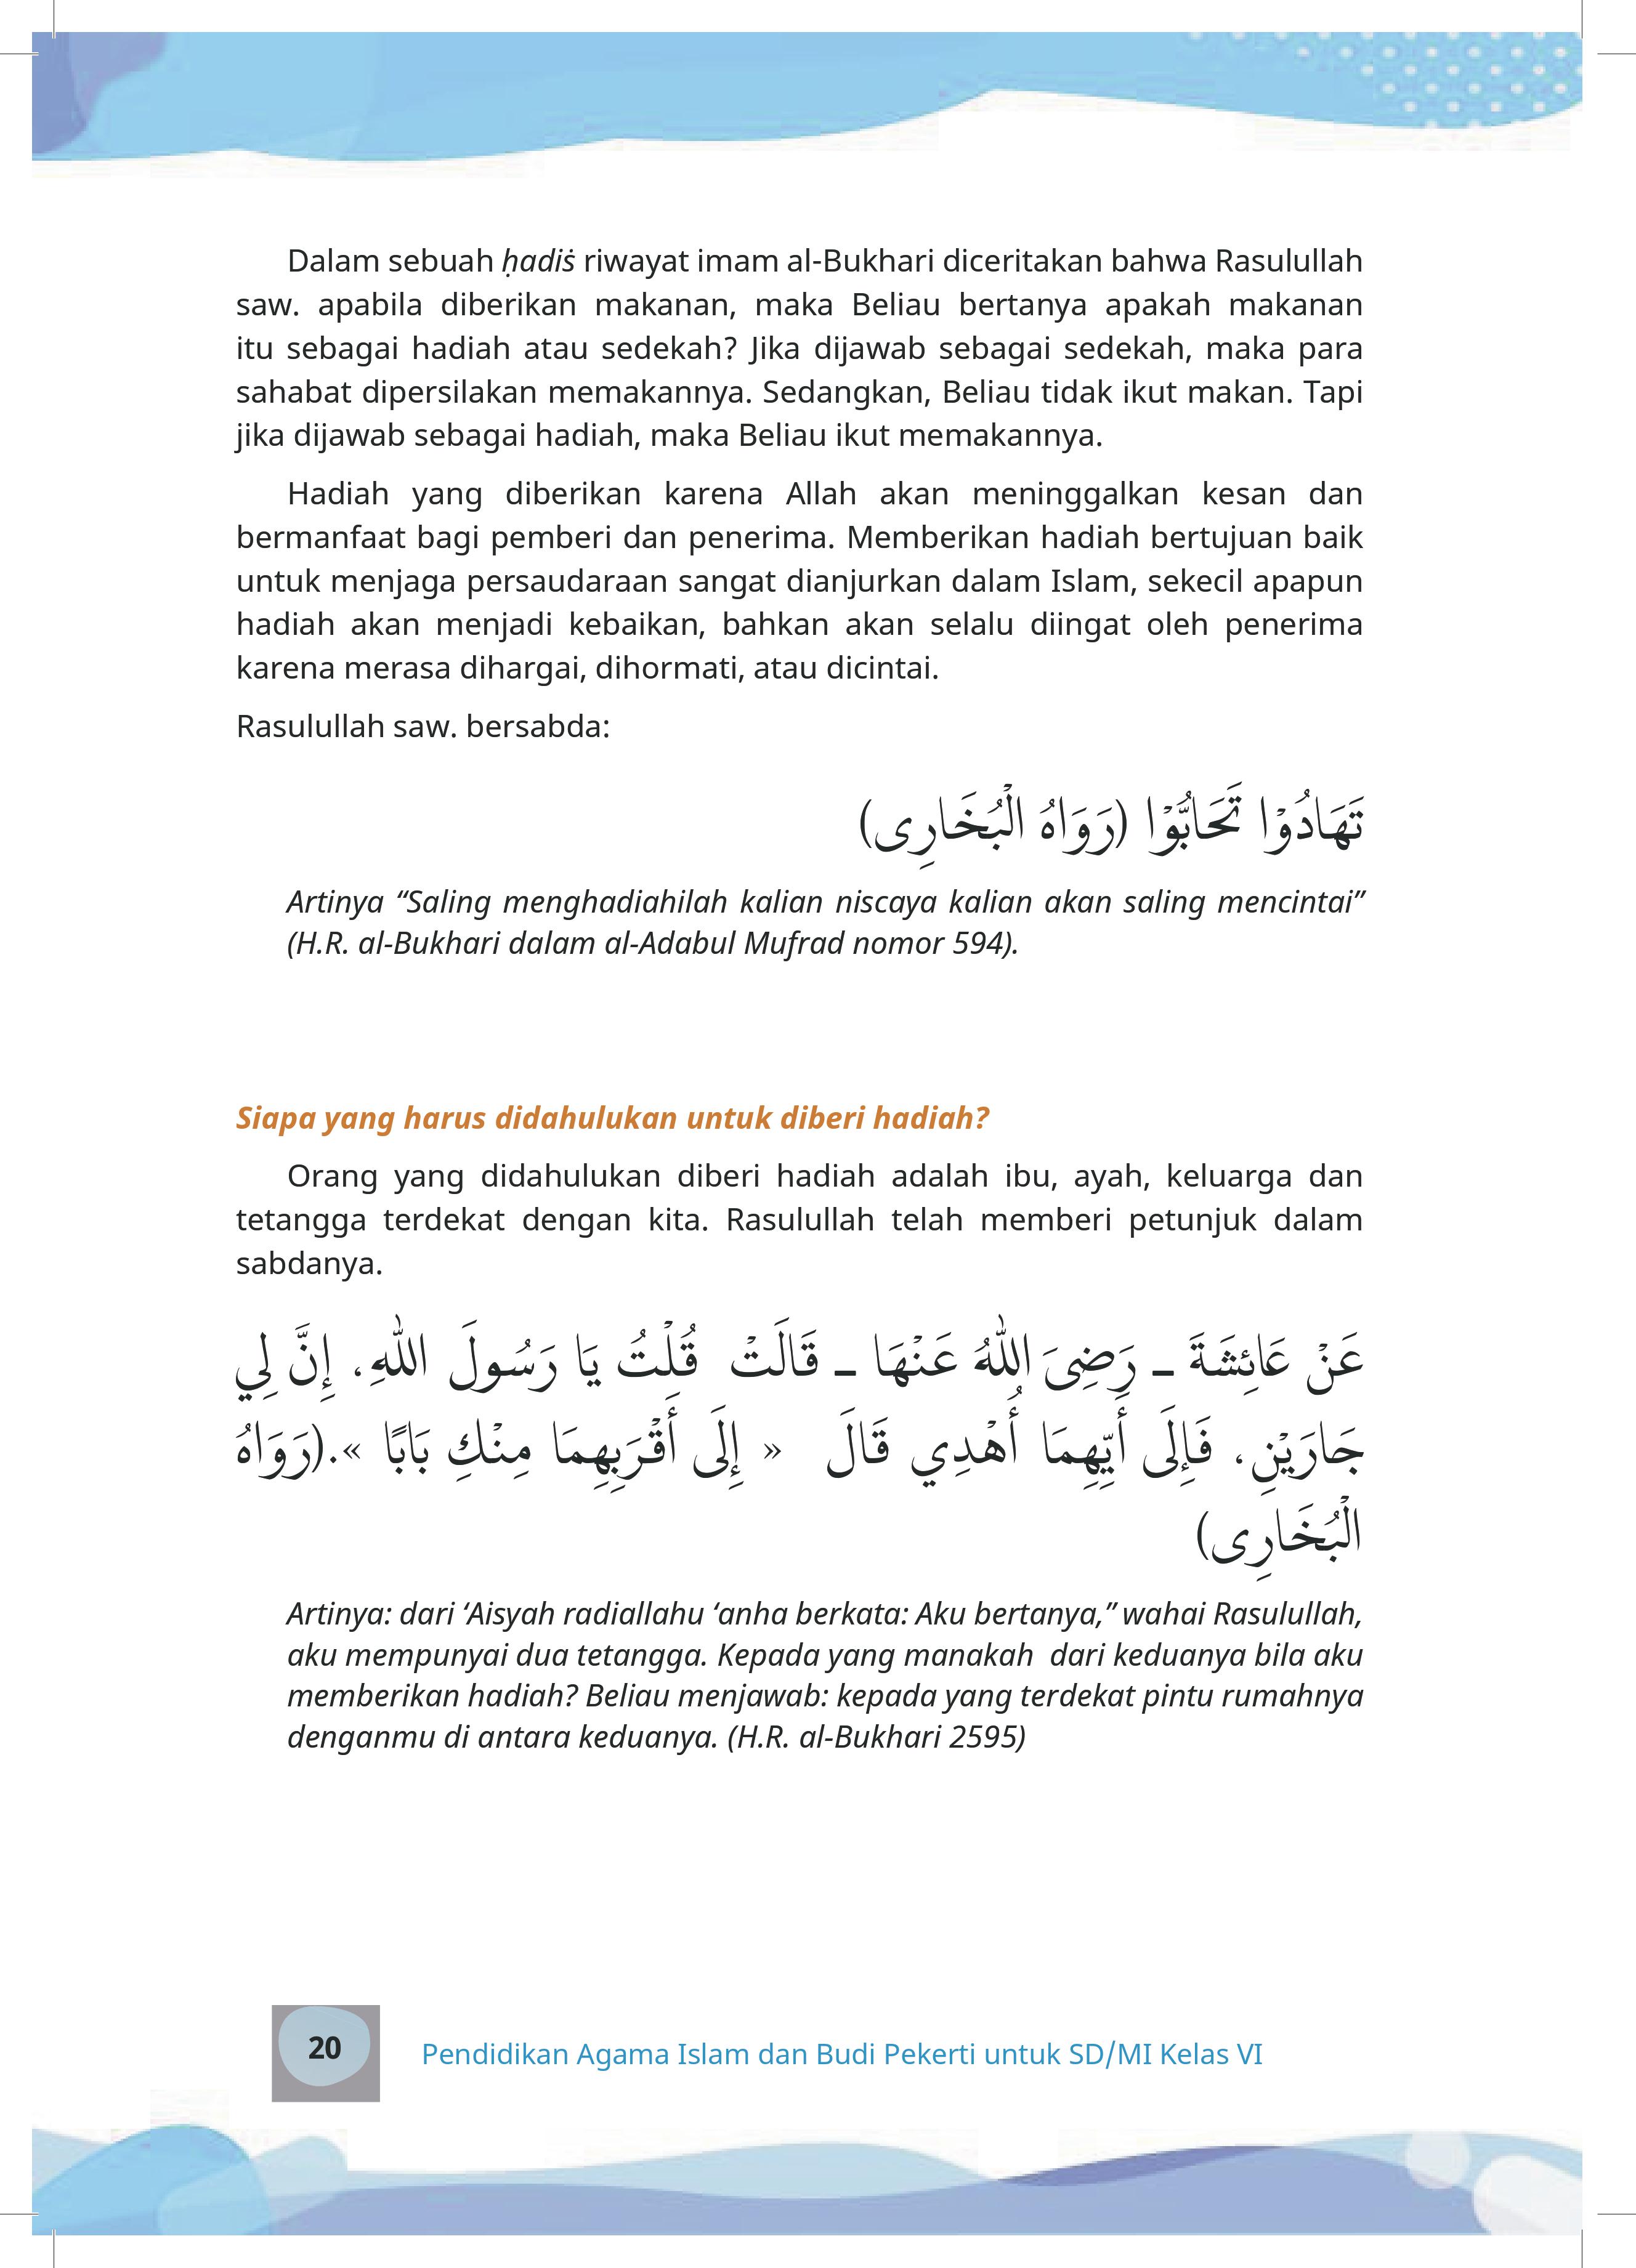 Dalam sebuah ḥadiṡ riwayat imam al-Bukhari diceritakan bahwa Rasulullah
saw. apabila diberikan makanan, maka Beliau bertanya apakah makanan
itu sebagai hadiah atau sedekah? Jika dijawab sebagai sedekah, maka para
sahabat dipersilakan memakannya. Sedangkan, Beliau tidak ikut makan. Tapi
jika dijawab sebagai hadiah, maka Beliau ikut memakannya.
Hadiah yang diberikan karena Allah akan meninggalkan kesan dan
bermanfaat bagi pemberi dan penerima. Memberikan hadiah bertujuan baik
untuk menjaga persaudaraan sangat dianjurkan dalam Islam, sekecil apapun
hadiah akan menjadi kebaikan, bahkan akan selalu diingat oleh penerima
karena merasa dihargai, dihormati, atau dicintai.
Rasulullah saw. bersabda:
تَهَادُوْا تَحَابُّوْا (رَوَاهُ الْبُخَارِى)
Artinya “Saling menghadiahilah kalian niscaya kalian akan saling mencintai”
(H.R. al-Bukhari dalam al-Adabul Mufrad nomor 594).
Siapa yang harus didahulukan untuk diberi hadiah?
Orang yang didahulukan diberi hadiah adalah ibu, ayah, keluarga dan
tetangga terdekat dengan kita. Rasulullah telah memberi petunjuk dalam
sabdanya.
عَنْ عَائِشَةَ ـ رَضِىَ اللهُ عَنْهَا ـ قَالَتْ قُلْتُ يَا رَسُولَ اللهِ، إِنَّ لِي
جَارَيْنِ، فَإِلَى أَيِّهِمَا أُهْدِي قَالَ « إِلَى أَقْرَبِهِمَا مِنْكِ بَابًا ».(رَوَاهُ
الْبُخَارِى)
Artinya: dari ‘Aisyah radiallahu ‘anha berkata: Aku bertanya,” wahai Rasulullah,
aku mempunyai dua tetangga. Kepada yang manakah dari keduanya bila aku
memberikan hadiah? Beliau menjawab: kepada yang terdekat pintu rumahnya
denganmu di antara keduanya. (H.R. al-Bukhari 2595)
20 Pendidikan Agama Islam dan Budi Pekerti untuk SD/MI Kelas VI